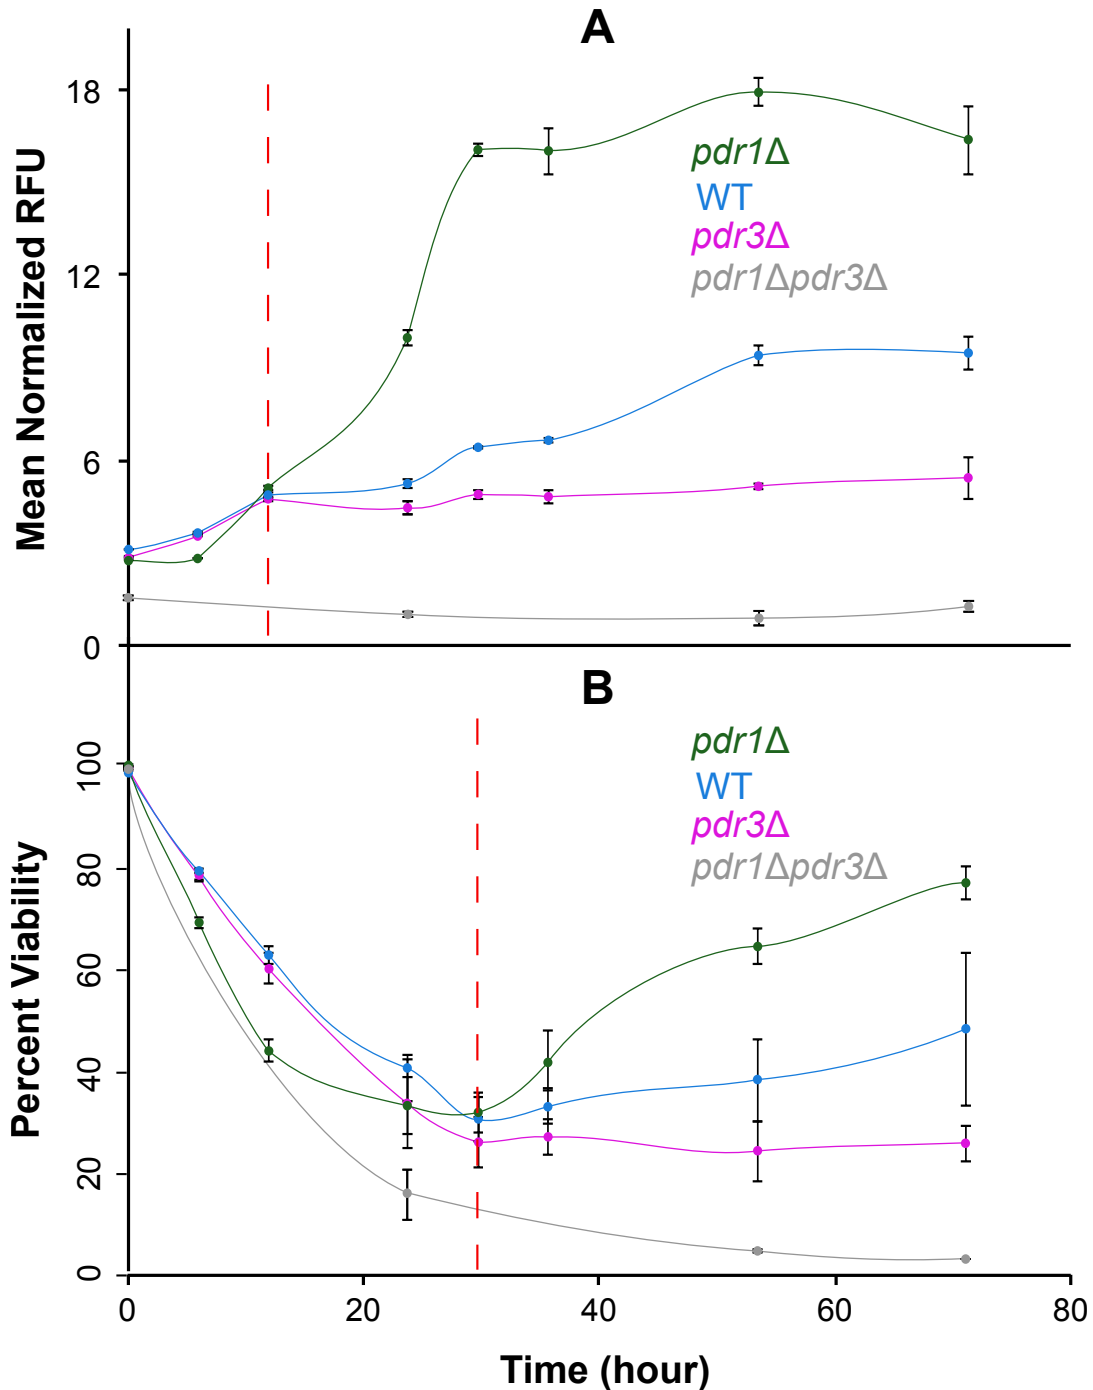 A
Mean Normalized RFU
18
12
6
0
pdr1Δ
WT
pdr3Δ
pdr1Δpdr3Δ
B
Percent Viability
100
80
60
40
20
0
pdr1Δ
WT
pdr3Δ
pdr1Δpdr3Δ
0 20 40 60 80
Time (hour)